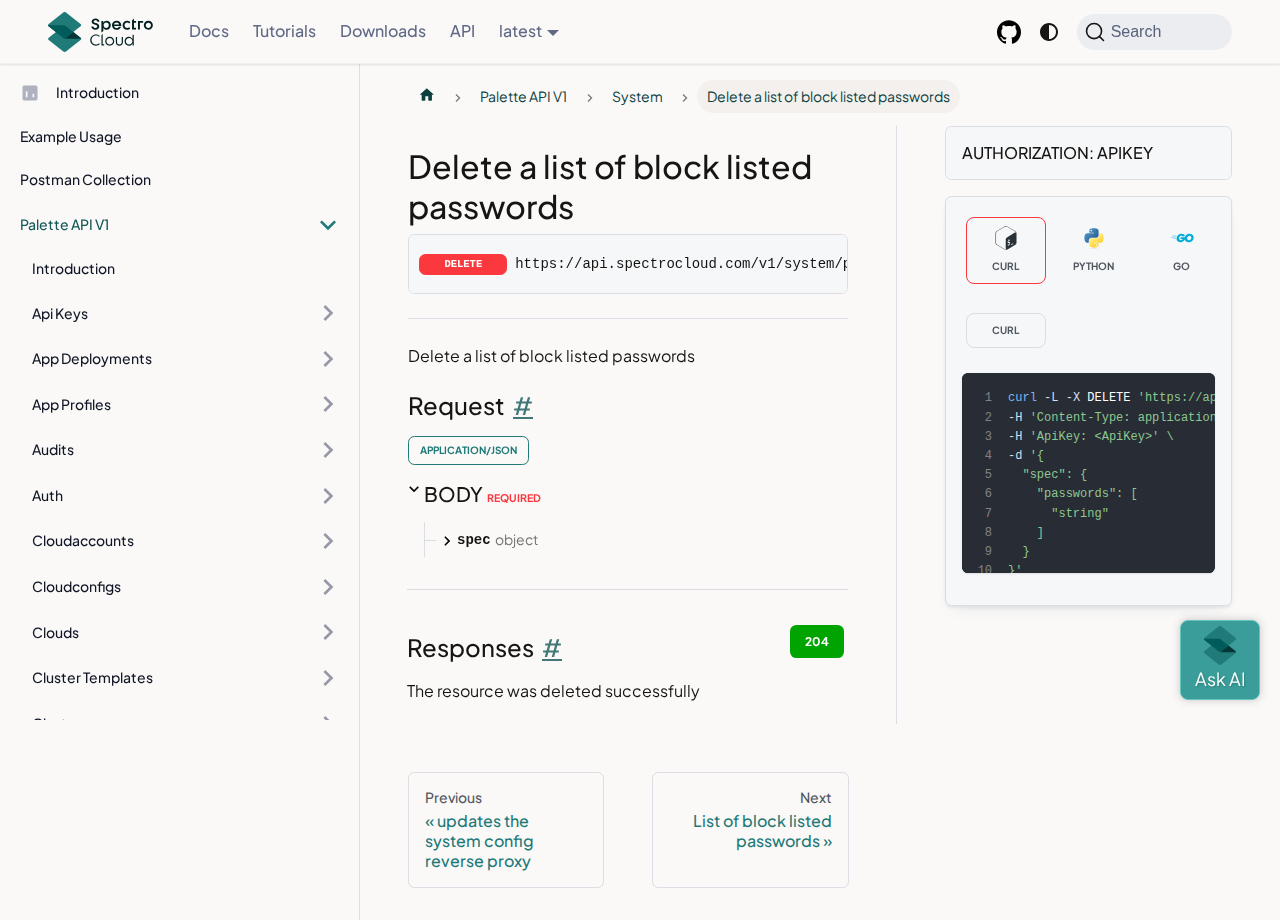 Spectro Cloud
Docs
Tutorials
Downloads
API
latest
Search
Introduction
Example Usage
Postman Collection
Palette API V1
Introduction
Api Keys
App Deployments
App Profiles
Audits
Auth
Cloudaccounts
Cloudconfigs
Clouds
Cluster Templates
Palette API V1
System
Delete a list of block listed passwords
Delete a list of block listed
passwords
DELETE https://api.spectrocloud.com/v1/system/p
Delete a list of block listed passwords
Request #
APPLICATION/JSON
BODY REQUIRED
spec object
Responses #
204
The resource was deleted successfully
Previous
« updates the
system config
reverse proxy
Next
List of block listed
passwords »
AUTHORIZATION: APIKEY
CURL
PYTHON
GO
CURL
1 curl -L -X DELETE 'https://ap
2 -H 'Content-Type: application
3 -H 'ApiKey: <ApiKey>' \
4 -d '{
5 "spec": {
6 "passwords": [
7 "string"
8 ]
9 }
10 }'
Ask AI